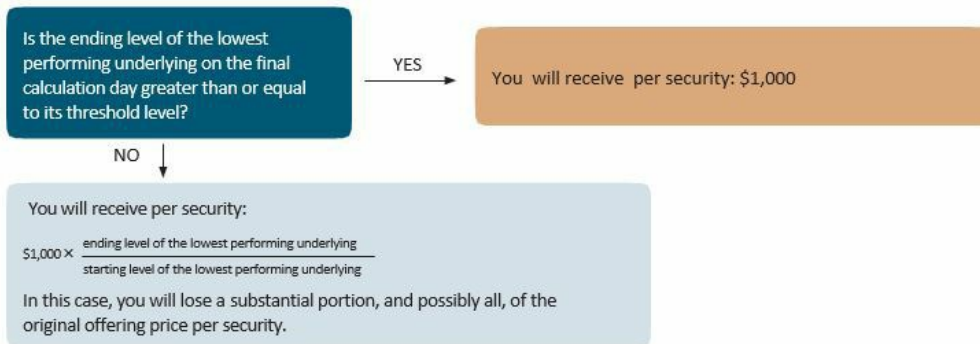 Is the ending level of the lowest
performing underlying on the final
calculation day greater than or equal
to its threshold level?
YES
You will receive per security: $1,000
NO
You will receive per security:
$1,000 ×
ending level of the lowest performing underlying
starting level of the lowest performing underlying
In this case, you will lose a substantial portion, and possibly all, of the
original offering price per security.